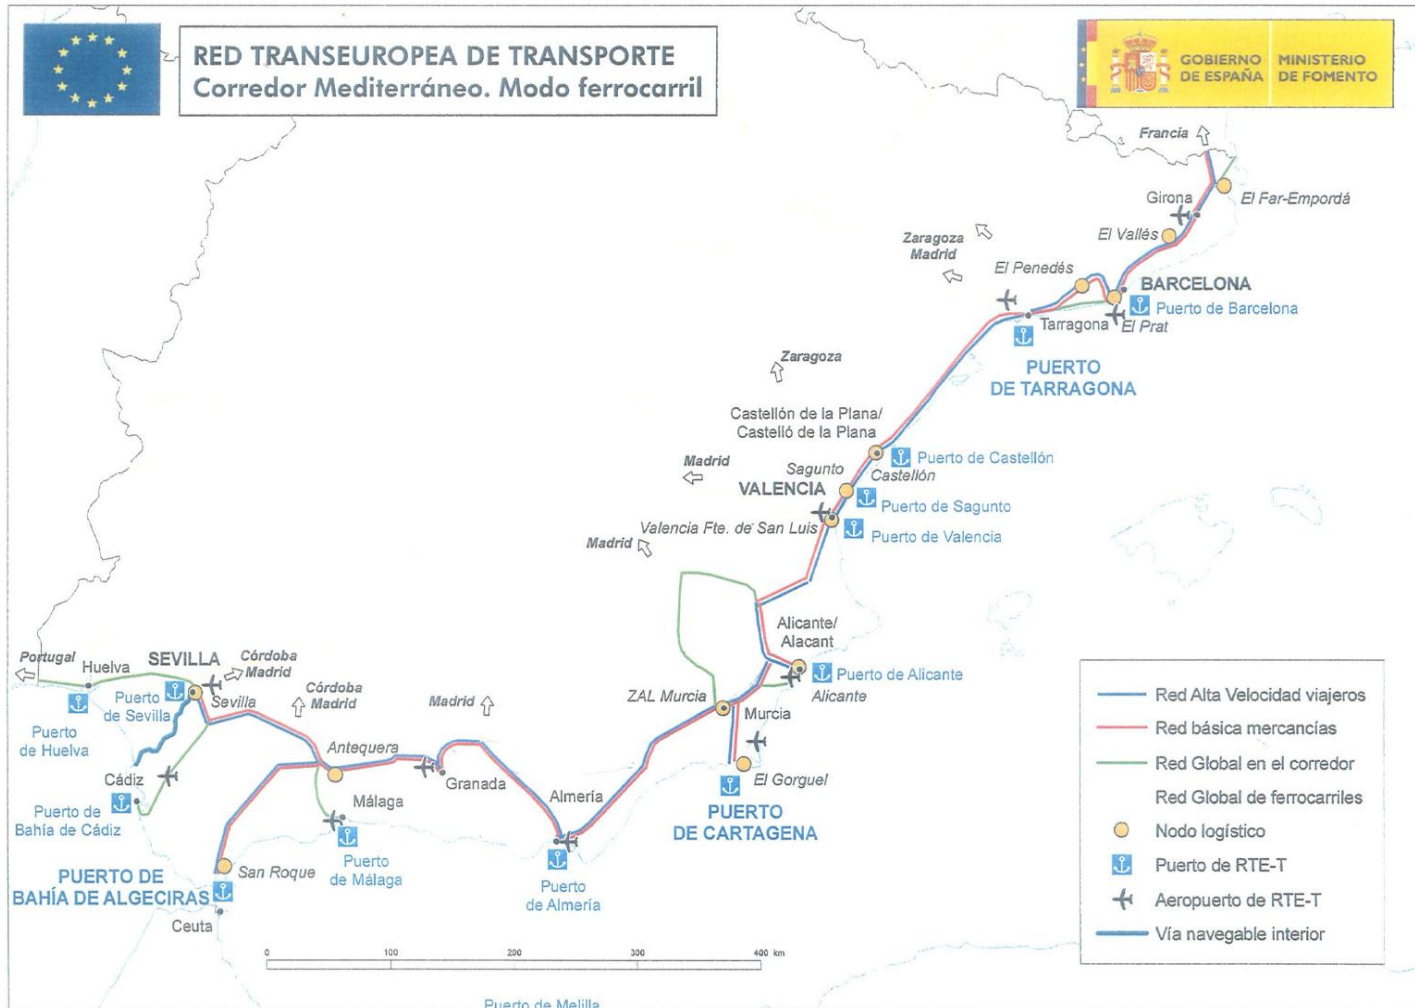 RED TRANSEUROPEA DE TRANSPORTE
Corredor Mediterráneo. Modo ferrocarril
GOBIERNO
DE ESPAÑA
MINISTERIO
DE FOMENTO
Francia
El Far-Empordá
Girona
El Vallés
Zaragoza
Madrid
El Penedés
BARCELONA
Puerto de Barcelona
Tarragona
El Prat
PUERTO
DE TARRAGONA
Zaragoza
Castellón de la Plana/
Castelló de la Plana
Puerto de Castellón
Castellón
Madrid
Sagunto
VALENCIA
Puerto de Sagunto
Valencia Fte. de San Luis
Puerto de Valencia
Madrid
Alicante/
Alacant
Puerto de Alicante
Alicante
ZAL Murcia
Murcia
El Gorguel
PUERTO
DE CARTAGENA
Portugal
Huelva
SEVILLA
Córdoba
Madrid
Puerto
de Sevilla
Sevilla
Córdoba
Madrid
Madrid
Puerto
de Huelva
Antequera
Granada
Almería
Cádiz
Puerto de
Bahía de Cádiz
Málaga
Puerto
de Málaga
San Roque
PUERTO DE
BAHÍA DE ALGECIRAS
Puerto
de Almería
Ceuta
Red Alta Velocidad viajeros
Red básica mercancías
Red Global en el corredor
Red Global de ferrocarriles
Nodo logístico
Puerto de RTE-T
Aeropuerto de RTE-T
Vía navegable interior
0 100 200 300 400 km
Puerto de Melilla